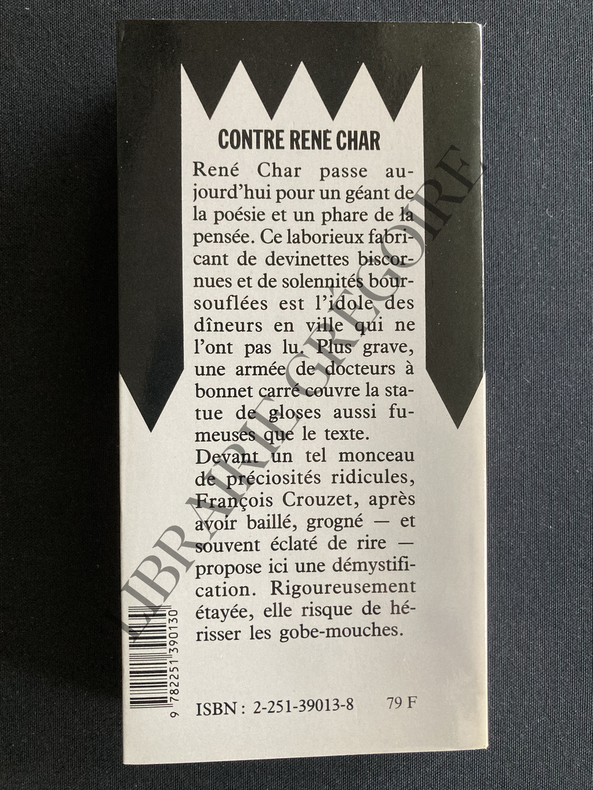 CONTRE RENÉ CHAR
René Char passe au-
jourd'hui pour un géant de
la poésie et un phare de la
pensée. Ce laborieux fabri-
cant de devinettes biscor-
nues et de solennités bour-
souflées est l'idole des
dîneurs en ville qui ne
l'ont pas lu. Plus grave,
une armée de docteurs à
bonnet carré couvre la sta-
tue de gloses aussi fu-
meuses que le texte.
Devant un tel monceau
de préciosités ridicules,
François Crouzet, après
avoir baillé, grogné — et
souvent éclaté de rire —
propose ici une démystifi-
cation. Rigoureusement
étayée, elle risque de hé-
risser les gobe-mouches.
9 782251 390130
ISBN : 2-251-39013-8 79 F
LIBRAIRIE GREGOIRE